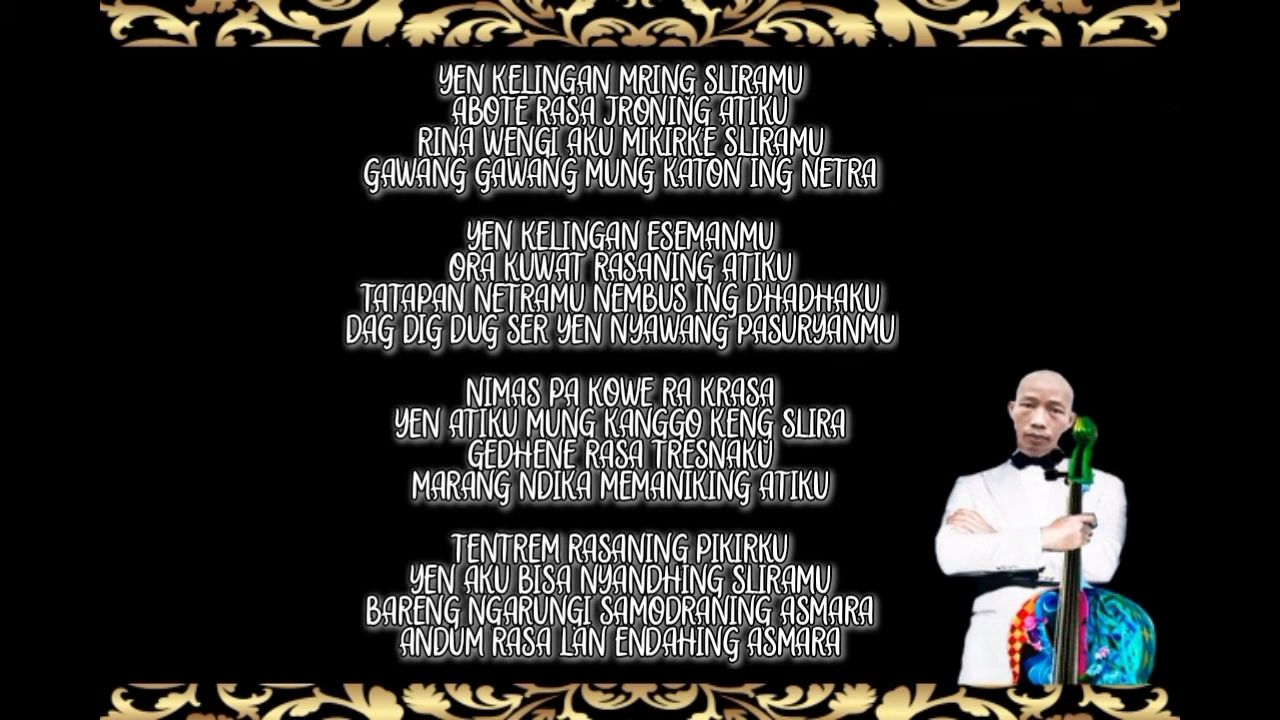 YEN KELINGAN MRING SLIRAMU
ABOTE RASA JRONING ATIKU
RINA WENGI AKU MIKIRKE SLIRAMU
GAWANG GAWANG MUNG KATON ING NETRA
YEN KELINGAN ESEMANMU
ORA KUWAT RASANING ATIKU
TATAPAN NETRAMU NEMBUS ING DHADHAKU
DAG DIG DUG SER YEN NYAWANG PASURYANMU
NIMAS PA KOWE RA KRASA
YEN ATIKU MUNG KANGGO KENG SLIRA
GEDHENE RASA TRESNAKU
MARANG NDIKA MEMANIKING ATIKU
TENTREM RASANING PIKIRKU
YEN AKU BISA NYANDHING SLIRAMU
BARENG NGARUNGI SAMODRANING ASMARA
ANDUM RASA LAN ENDAHING ASMARA